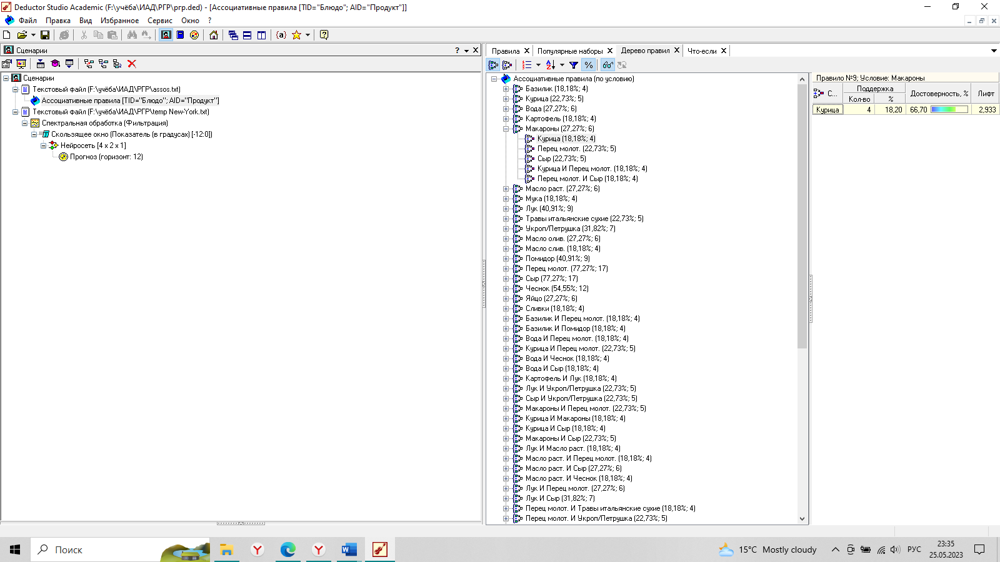 Deductor Studio Academic (F:\учёба\ИАД\РГР\ргр.ded) - [Ассоциативные правила [TID="Блюдо"; AID="Продукт"]]
Файл Правка Вид Избранное Сервис Окно ?
Сценарии
Сценарии
Текстовый файл (F:\учёба\ИАД\РГР\assos.txt)
Ассоциативные правила [TID="Блюдо"; AID="Продукт"]
Текстовый файл (F:\учёба\ИАД\РГР\temp New-York.txt)
Спектральная обработка (Фильтрация)
Скользящее окно (Показатель (в градусах) [-12:0])
Нейросеть [4 x 2 x 1]
Прогноз (горизонт: 12)
Правила Популярные наборы Дерево правил Что-если
Ассоциативные правила (по условию)
Базилик (18,18%; 4)
Курица (22,73%; 5)
Вода (27,27%; 6)
Картофель (18,18%; 4)
Макароны (27,27%; 6)
Курица (18,18%; 4)
Перец молот. (22,73%; 5)
Сыр (22,73%; 5)
Курица И Перец молот. (18,18%; 4)
Перец молот. И Сыр (18,18%; 4)
Масло раст. (27,27%; 6)
Мука (18,18%; 4)
Лук (40,91%; 9)
Травы итальянские сухие (22,73%; 5)
Укроп/Петрушка (31,82%; 7)
Масло олив. (27,27%; 6)
Масло слив. (18,18%; 4)
Помидор (40,91%; 9)
Перец молот. (77,27%; 17)
Сыр (77,27%; 17)
Чеснок (54,55%; 12)
Яйцо (27,27%; 6)
Сливки (18,18%; 4)
Базилик И Перец молот. (18,18%; 4)
Базилик И Помидор (18,18%; 4)
Вода И Перец молот. (18,18%; 4)
Курица И Перец молот. (22,73%; 5)
Вода И Чеснок (18,18%; 4)
Вода И Сыр (18,18%; 4)
Картофель И Лук (18,18%; 4)
Лук И Укроп/Петрушка (22,73%; 5)
Сыр И Укроп/Петрушка (22,73%; 5)
Макароны И Перец молот. (22,73%; 5)
Курица И Макароны (18,18%; 4)
Курица И Сыр (18,18%; 4)
Макароны И Сыр (22,73%; 5)
Лук И Масло раст. (18,18%; 4)
Масло раст. И Перец молот. (18,18%; 4)
Масло раст. И Сыр (27,27%; 6)
Масло раст. И Чеснок (18,18%; 4)
Лук И Перец молот. (27,27%; 6)
Лук И Сыр (31,82%; 7)
Перец молот. И Травы итальянские сухие (18,18%; 4)
Перец молот. И Укроп/Петрушка (22,73%; 5)
Правило №9; Условие: Макароны
С... Поддержка Достоверность, % Лифт
Кол-во %
Курица 4 18,20 66,70 2,933
Поиск
15°C Mostly cloudy
РУС
23:35
25.05.2023